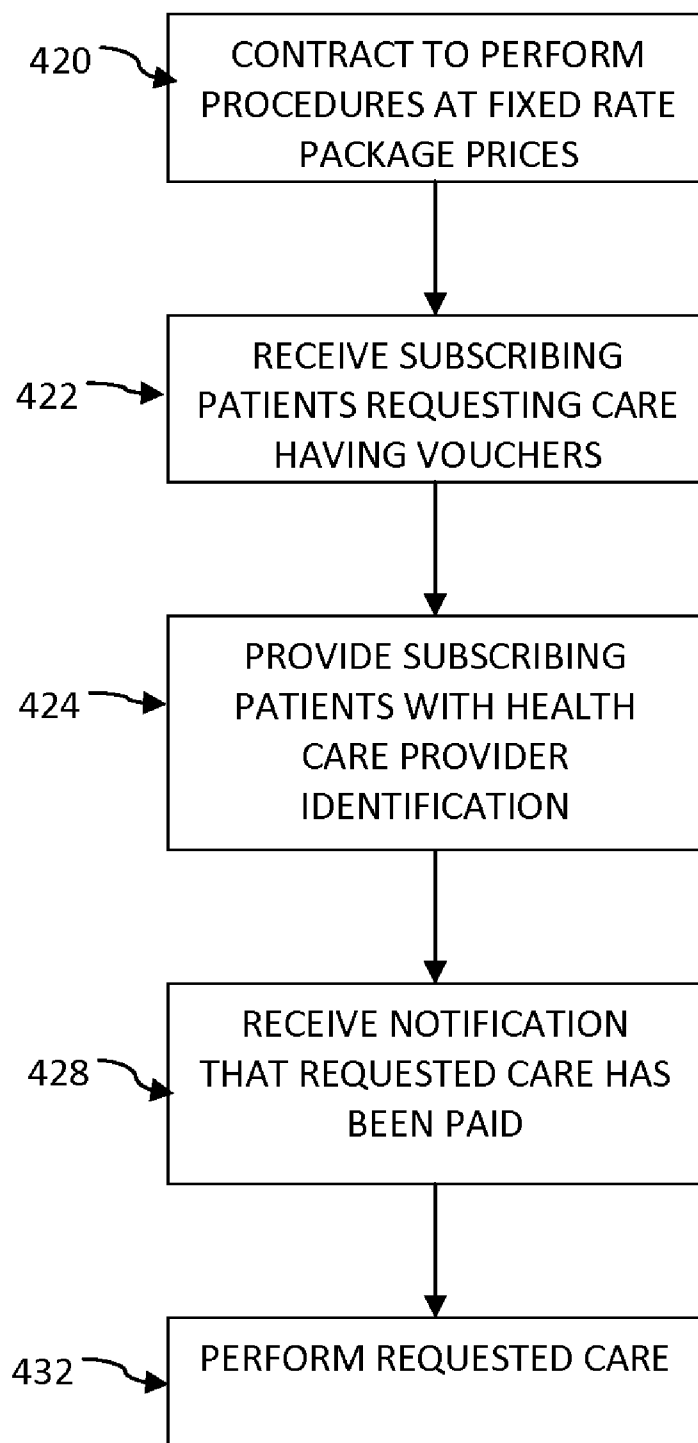 420
CONTRACT TO PERFORM
PROCEDURES AT FIXED RATE
PACKAGE PRICES
422
RECEIVE SUBSCRIBING
PATIENTS REQUESTING CARE
HAVING VOUCHERS
424
PROVIDE SUBSCRIBING
PATIENTS WITH HEALTH
CARE PROVIDER
IDENTIFICATION
428
RECEIVE NOTIFICATION
THAT REQUESTED CARE HAS
BEEN PAID
432
PERFORM REQUESTED CARE